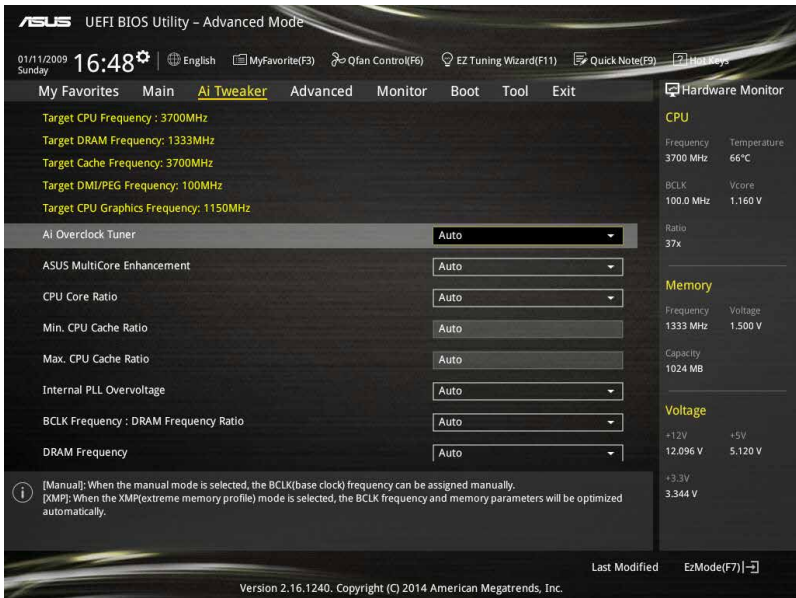 ASUS UEFI BIOS Utility – Advanced Mode
01/11/2009 Sunday 16:48 English MyFavorite(F3) Qfan Control(F6) EZ Tuning Wizard(F11) Quick Note(F9) ? Hot Keys
My Favorites Main Ai Tweaker Advanced Monitor Boot Tool Exit
Target CPU Frequency : 3700MHz
Target DRAM Frequency: 1333MHz
Target Cache Frequency: 3700MHz
Target DMI/PEG Frequency: 100MHz
Target CPU Graphics Frequency: 1150MHz
Ai Overclock Tuner Auto
ASUS MultiCore Enhancement Auto
CPU Core Ratio Auto
Min. CPU Cache Ratio Auto
Max. CPU Cache Ratio Auto
Internal PLL Overvoltage Auto
BCLK Frequency : DRAM Frequency Ratio Auto
DRAM Frequency Auto
[Manual]: When the manual mode is selected, the BCLK(base clock) frequency can be assigned manually.
[XMP]: When the XMP(extreme memory profile) mode is selected, the BCLK frequency and memory parameters will be optimized
automatically.
Hardware Monitor
CPU
Frequency Temperature
3700 MHz 66°C
BCLK Vcore
100.0 MHz 1.160 V
Ratio
37x
Memory
Frequency Voltage
1333 MHz 1.500 V
Capacity
1024 MB
Voltage
+12V +5V
12.096 V 5.120 V
+3.3V
3.344 V
Last Modified EzMode(F7)
Version 2.16.1240. Copyright (C) 2014 American Megatrends, Inc.